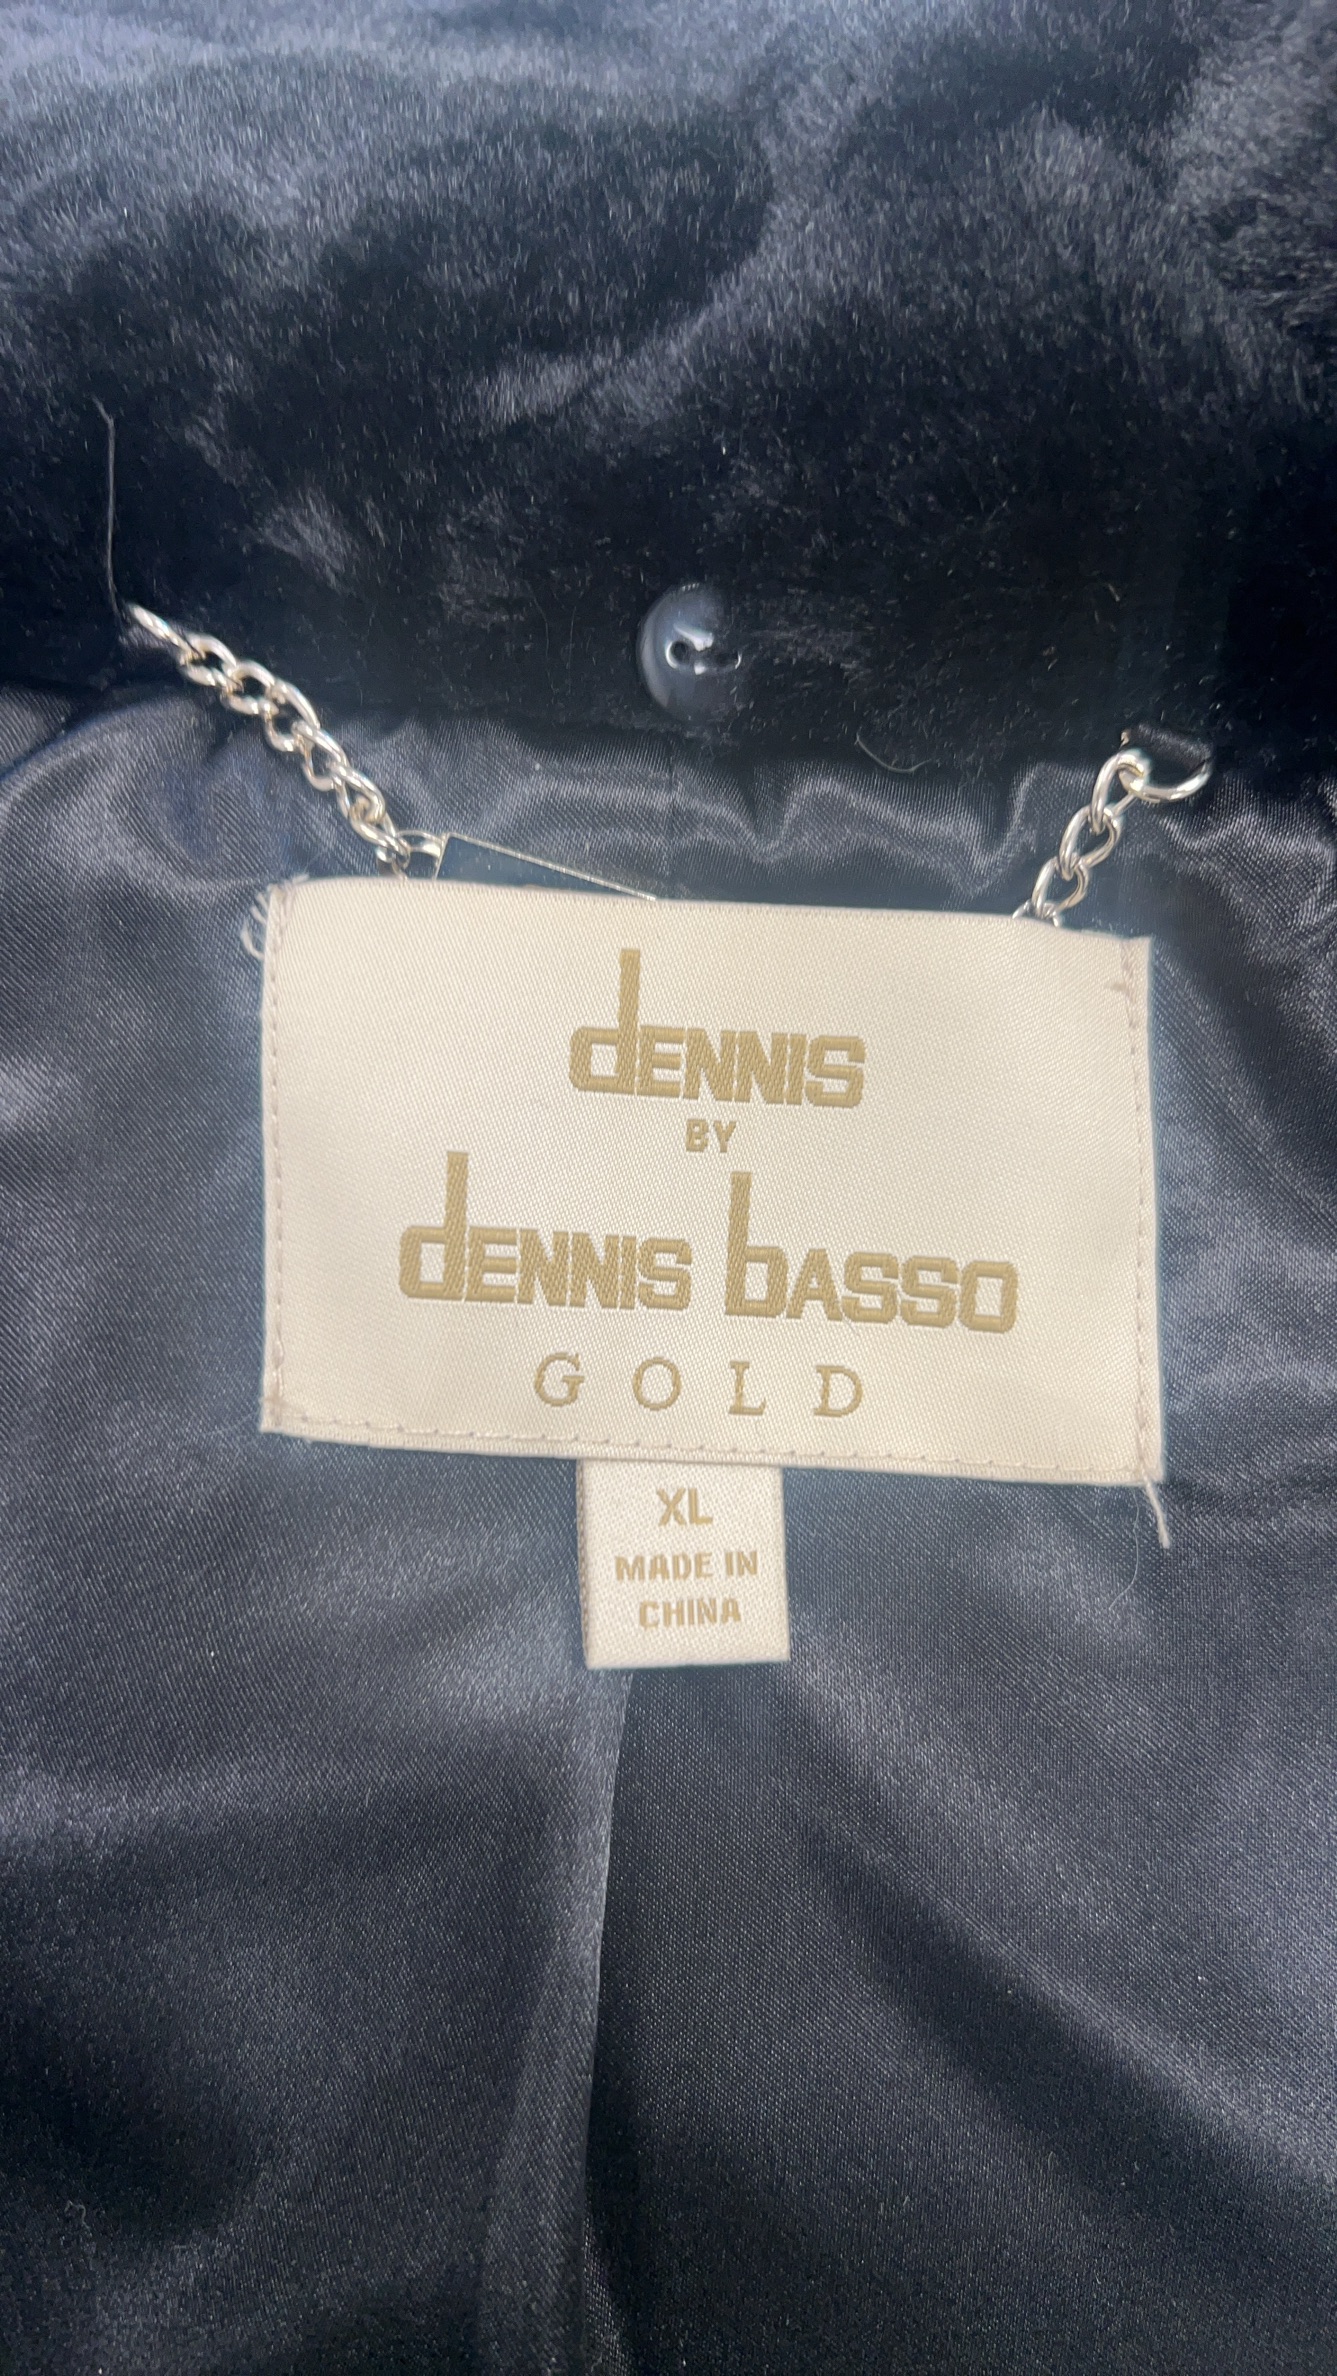 dENNIS
BY
dENNIS bASSO
GOLD
XL
MADE IN
CHINA